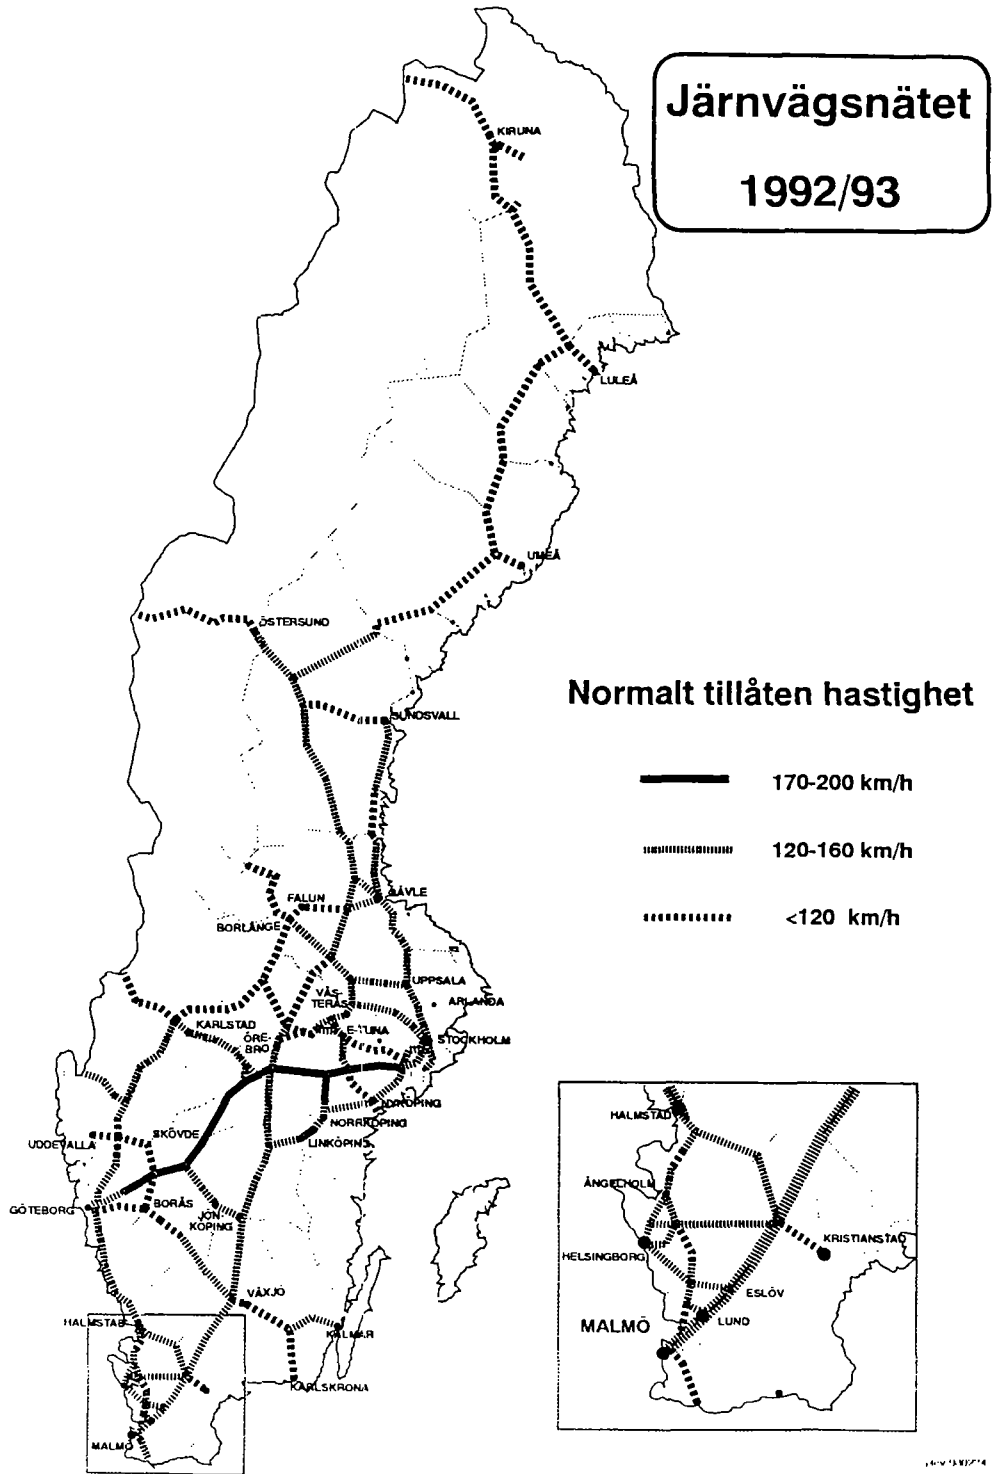 Järnvägsnätet
1992/93
KIRUNA
LULEÅ
UMEÅ
ÖSTERSUND
SUNDSVALL
Normalt tillåten hastighet
170-200 km/h
120-160 km/h
<120 km/h
GÄVLE
FALUN
BORLÄNGE
UPPSALA
VÄS-
TERÅS
ARLANDA
KARLSTAD
ÖRE-
BRO
E-TUNA
STOCKHOLM
NYKÖPING
NORRKÖPING
LINKÖPING
SKÖVDE
UDDEVALLA
GÖTEBORG
BORÅS
JÖN-
KÖPING
VÄXJÖ
HALMSTAD
KALMAR
KARLSKRONA
MALMÖ
HALMSTAD
ÄNGELHOLM
KRISTIANSTAD
HELSINGBORG
ESLÖV
LUND
MALMÖ